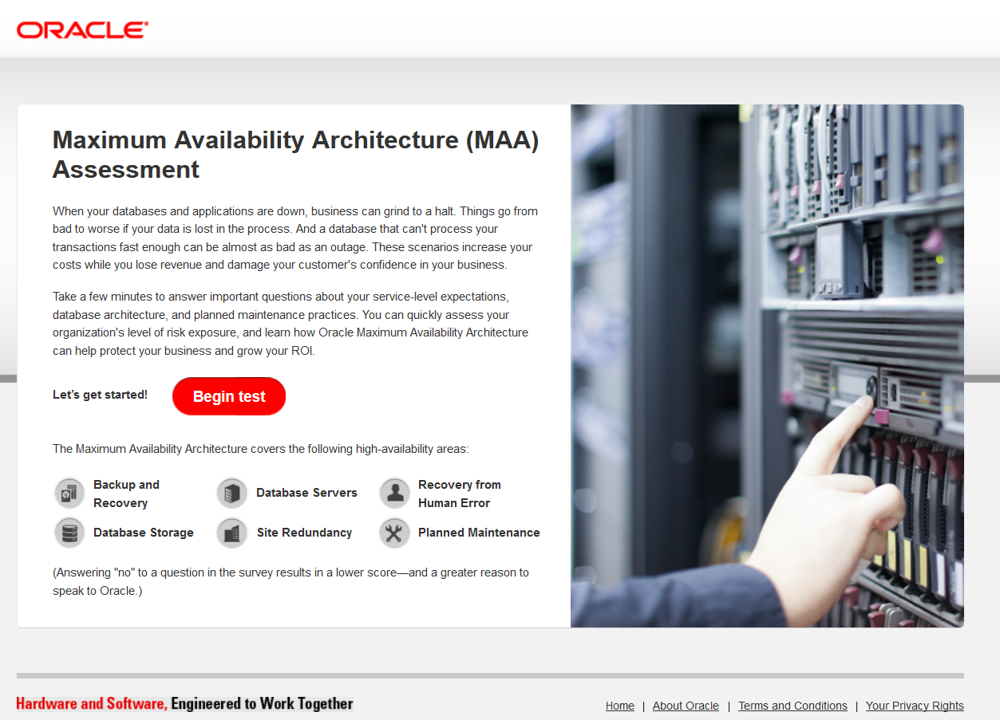 ORACLE
Maximum Availability Architecture (MAA)
Assessment
When your databases and applications are down, business can grind to a halt. Things go from
bad to worse if your data is lost in the process. And a database that can't process your
transactions fast enough can be almost as bad as an outage. These scenarios increase your
costs while you lose revenue and damage your customer's confidence in your business.
Take a few minutes to answer important questions about your service-level expectations,
database architecture, and planned maintenance practices. You can quickly assess your
organization's level of risk exposure, and learn how Oracle Maximum Availability Architecture
can help protect your business and grow your ROI.
Let's get started! Begin test
The Maximum Availability Architecture covers the following high-availability areas:
Backup and
Recovery
Database Servers
Recovery from
Human Error
Database Storage
Site Redundancy
Planned Maintenance
(Answering "no" to a question in the survey results in a lower score—and a greater reason to
speak to Oracle.)
Hardware and Software, Engineered to Work Together
Home | About Oracle | Terms and Conditions | Your Privacy Rights